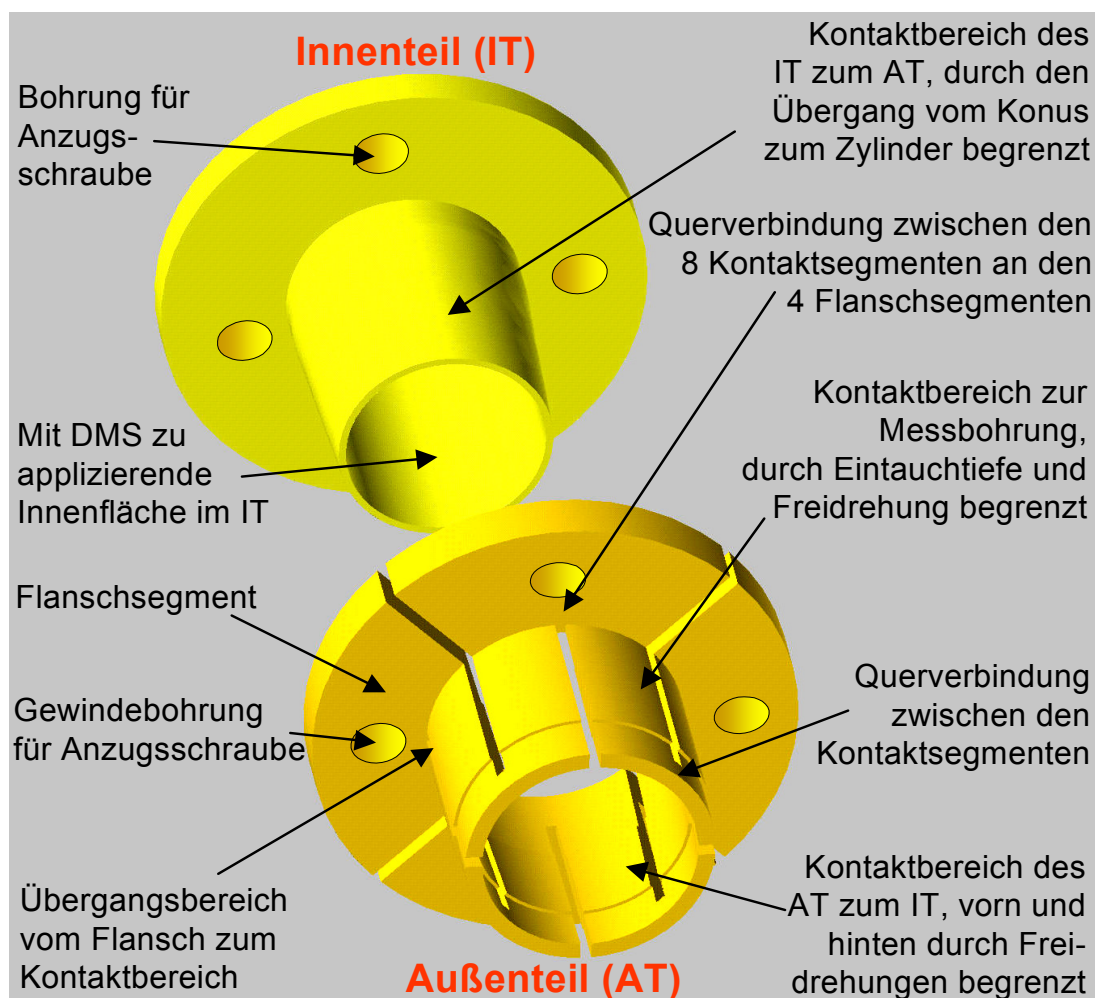 Innenteil (IT)
Bohrung für
Anzugs-
schraube
Kontaktbereich des
IT zum AT, durch den
Übergang vom Konus
zum Zylinder begrenzt
Querverbindung zwischen den
8 Kontaktsegmenten an den
4 Flanschsegmenten
Mit DMS zu
applizierende
Innenfläche im IT
Kontaktbereich zur
Messbohrung,
durch Eintauchtiefe und
Freidrehung begrenzt
Flanschsegment
Gewindebohrung
für Anzugsschraube
Querverbindung
zwischen den
Kontaktsegmenten
Übergangsbereich
vom Flansch zum
Kontaktbereich
Kontaktbereich des
AT zum IT, vorn und
hinten durch Frei-
drehungen begrenzt
Außenteil (AT)